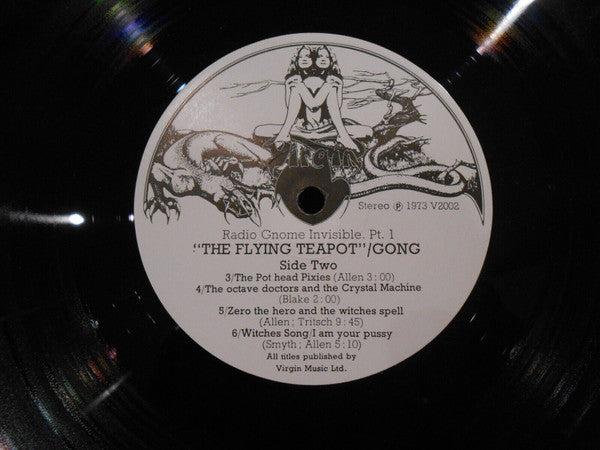 Virgin
Stereo ℗ 1973 V2002
Radio Gnome Invisible. Pt. 1
"THE FLYING TEAPOT"/GONG
Side Two
3/The Pot head Pixies (Allen 3:00)
4/The octave doctors and the Crystal Machine
(Blake 2:00)
5/Zero the hero and the witches spell
(Allen; Tritsch 9:45)
6/Witches Song/I am your pussy
(Smyth; Allen 5:10)
All titles published by
Virgin Music Ltd.